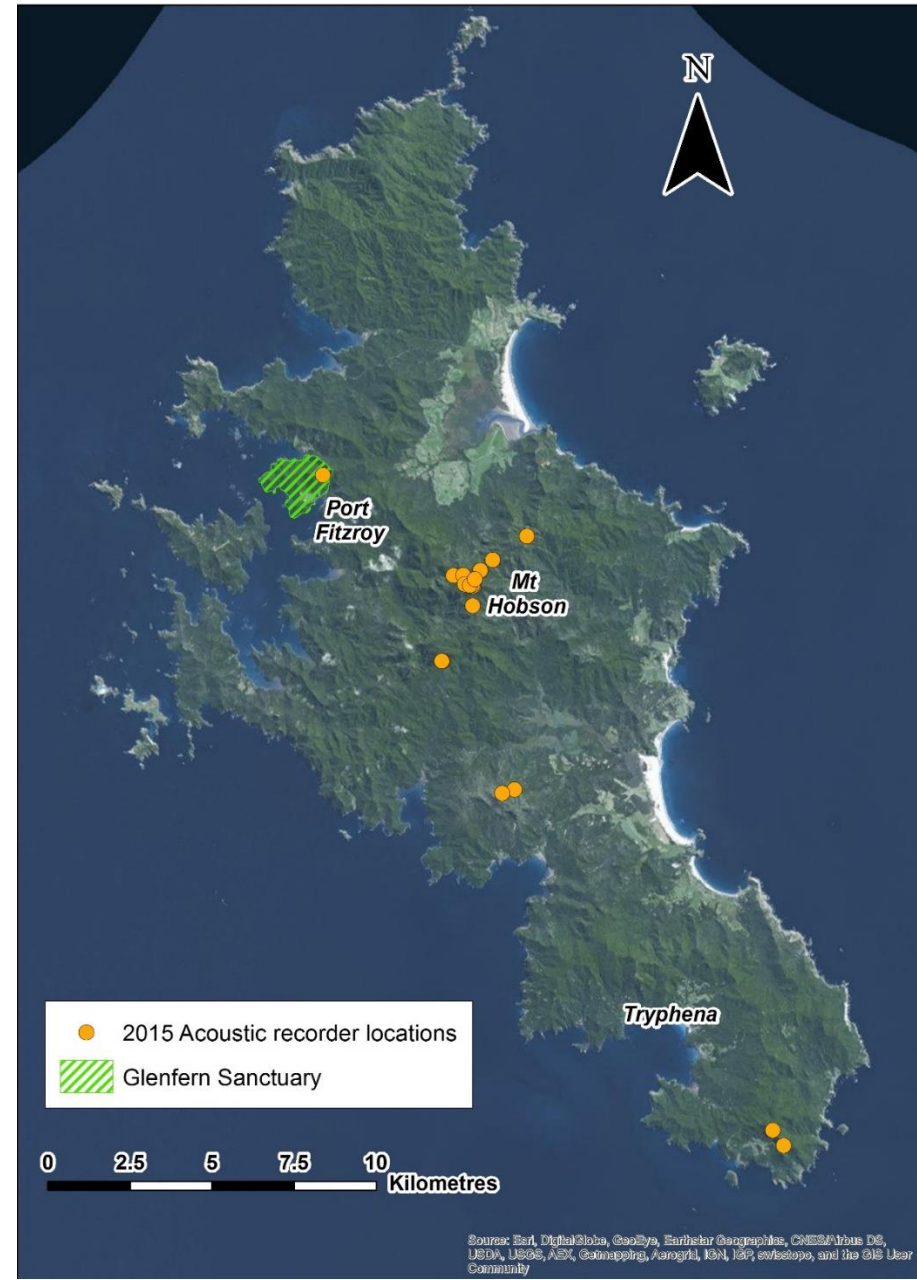 N
Port
Fitzroy
Mt
Hobson
Tryphena
2015 Acoustic recorder locations
Glenfern Sanctuary
0 2.5 5 7.5 10
Kilometres
Source: Esri, DigitalGlobe, GeoEye, Earthstar Geographics, CNES/Airbus DS,
USDA, USGS, AEX, Getmapping, Aerogrid, IGN, IGP, swisstopo, and the GIS User
Community